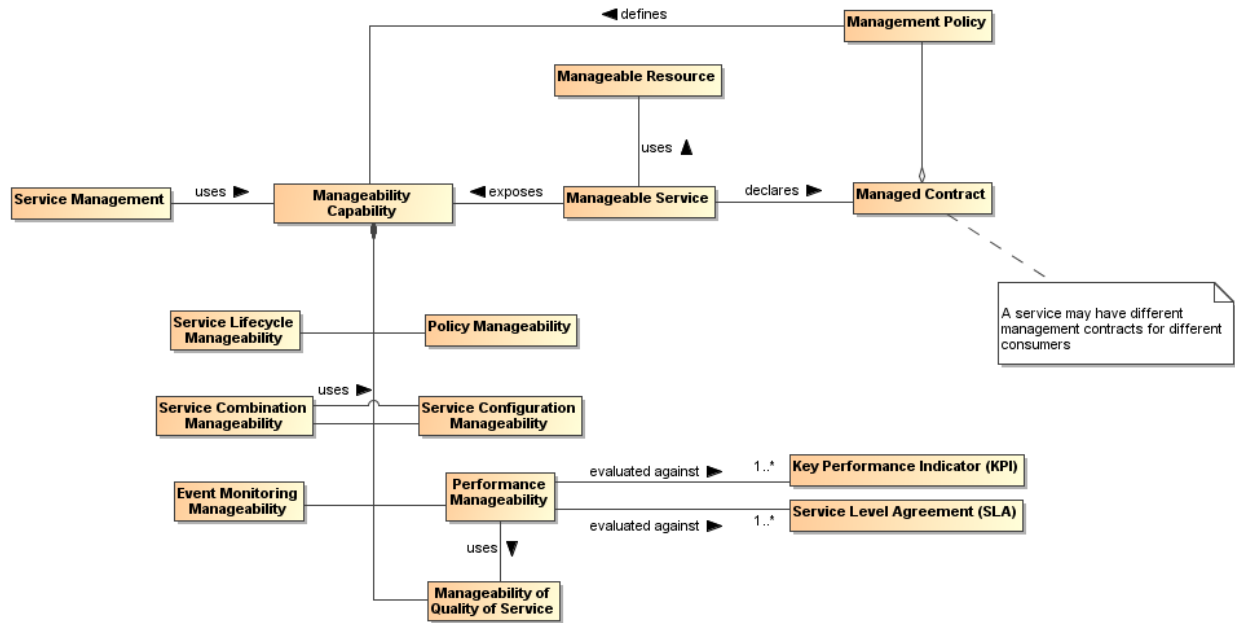 defines
Management Policy
Manageable Resource
uses
Service Management
uses
Manageability
Capability
exposes
Manageable Service
declares
Managed Contract
A service may have different
management contracts for different
consumers
Service Lifecycle
Manageability
Policy Manageability
uses
Service Combination
Manageability
Service Configuration
Manageability
Event Monitoring
Manageability
Performance
Manageability
evaluated against
1..*
Key Performance Indicator (KPI)
evaluated against
1..*
Service Level Agreement (SLA)
uses
Manageability of
Quality of Service